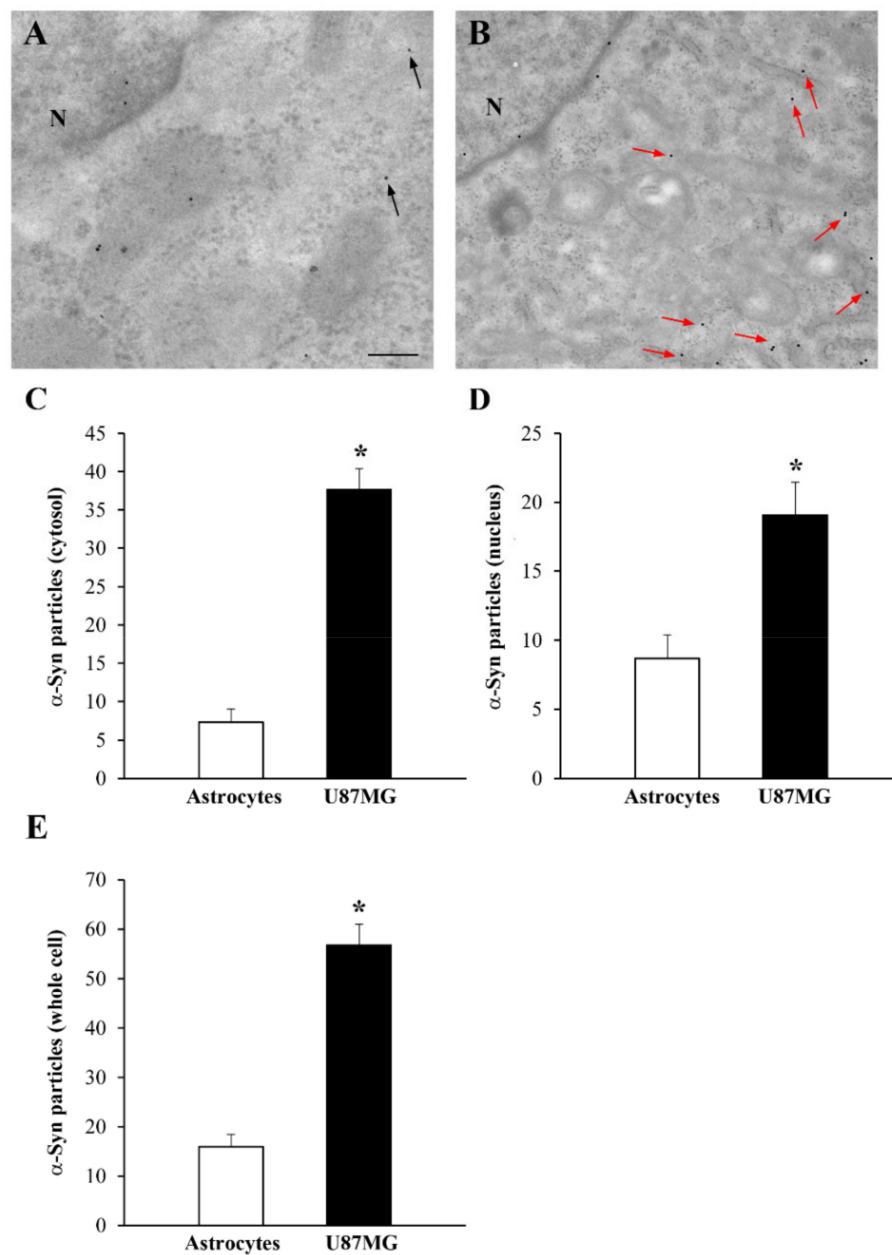 A
B
N
N
C
D
α-Syn particles (cytosol)
45
40
35
30
25
20
15
10
5
0
*
Astrocytes
U87MG
α-Syn particles (nucleus)
25
20
15
10
5
0
*
Astrocytes
U87MG
E
α-Syn particles (whole cell)
70
60
50
40
30
20
10
0
*
Astrocytes
U87MG